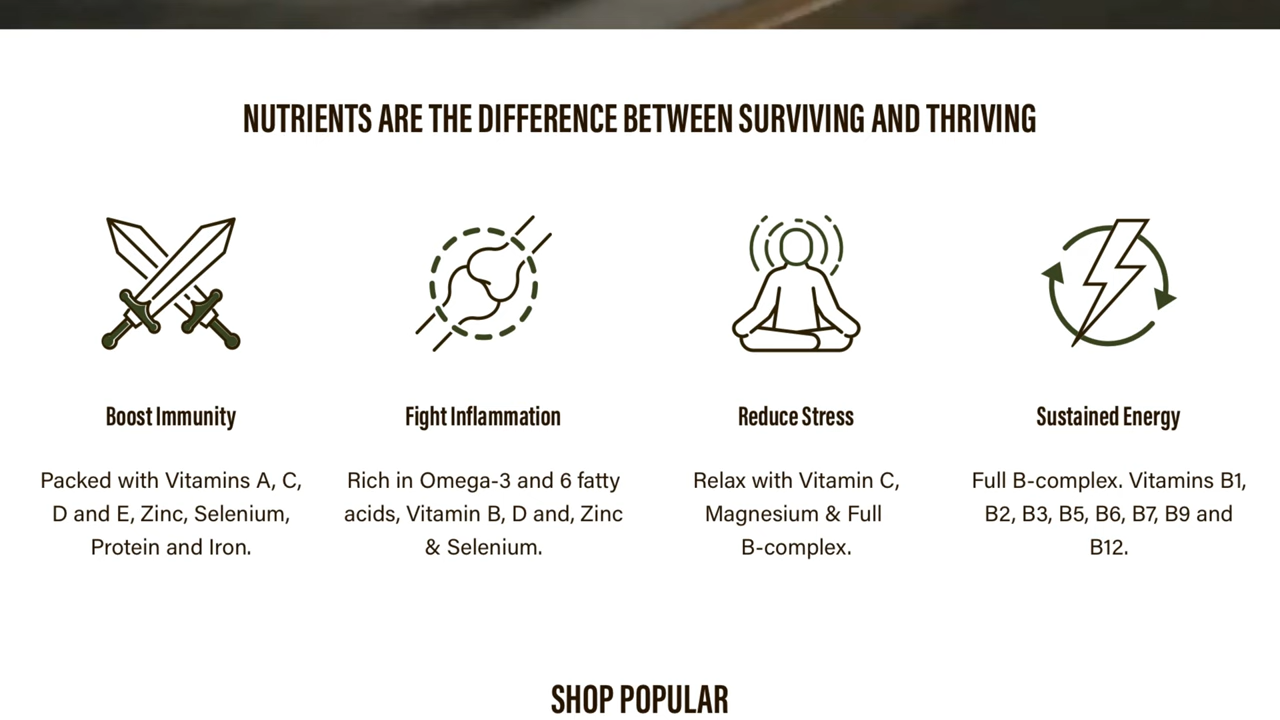 NUTRIENTS ARE THE DIFFERENCE BETWEEN SURVIVING AND THRIVING
Boost Immunity
Packed with Vitamins A, C,
D and E, Zinc, Selenium,
Protein and Iron.
Fight Inflammation
Rich in Omega-3 and 6 fatty
acids, Vitamin B, D and, Zinc
& Selenium.
Reduce Stress
Relax with Vitamin C,
Magnesium & Full
B-complex.
Sustained Energy
Full B-complex. Vitamins B1,
B2, B3, B5, B6, B7, B9 and
B12.
SHOP POPULAR